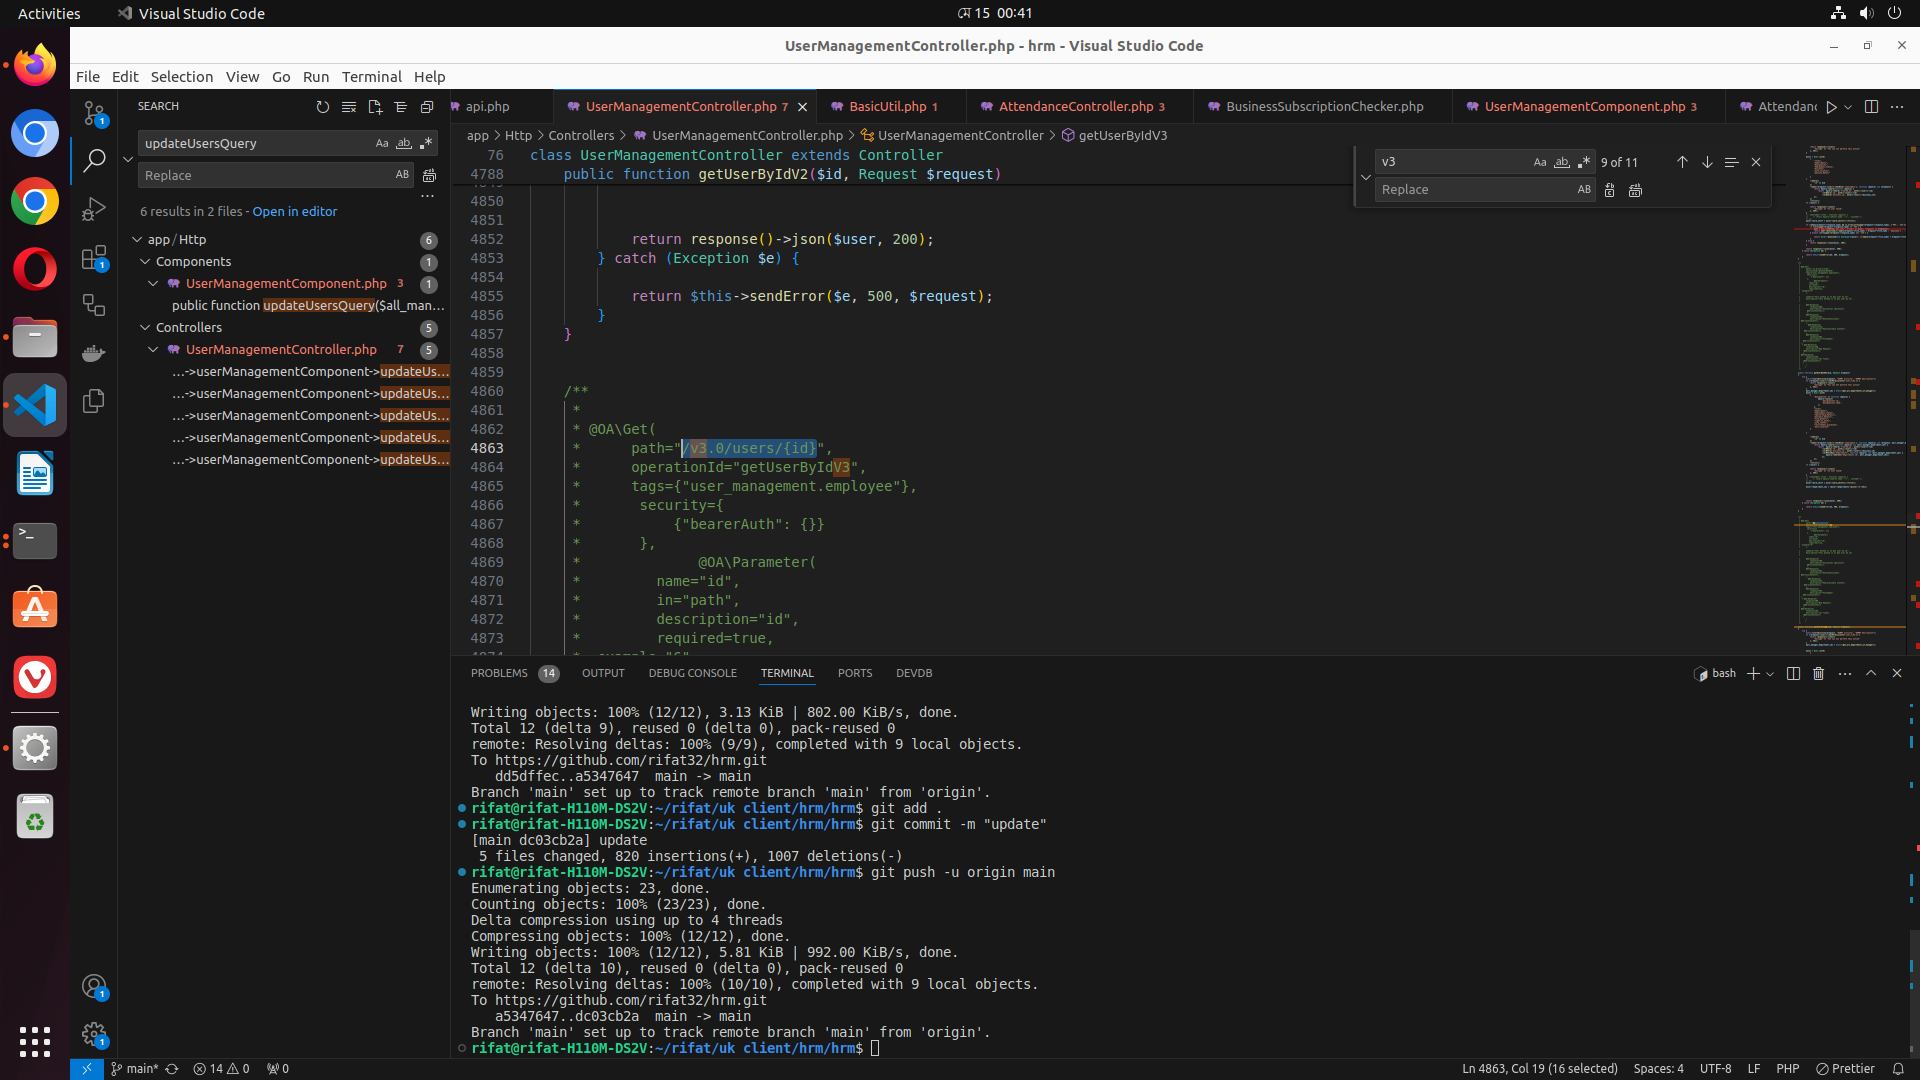 Activities
Visual Studio Code
15 00:41
UserManagementController.php - hrm - Visual Studio Code
File Edit Selection View Go Run Terminal Help
SEARCH
updateUsersQuery
Aa ab
Replace
AB
6 results in 2 files - Open in editor
app/Http 6
Components 1
UserManagementComponent.php 3 1
public function updateUsersQuery($all_man...
Controllers 5
UserManagementController.php 7 5
...->userManagementComponent->updateUs...
...->userManagementComponent->updateUs...
...->userManagementComponent->updateUs...
...->userManagementComponent->updateUs...
...->userManagementComponent->updateUs...
api.php
UserManagementController.php 7
BasicUtil.php 1
AttendanceController.php 3
BusinessSubscriptionChecker.php
UserManagementComponent.php 3
Attendanc
app > Http > Controllers > UserManagementController.php > UserManagementController > getUserByIdV3
v3
Aa ab
9 of 11
Replace
AB
76 class UserManagementController extends Controller
4788 public function getUserByIdV2($id, Request $request)
4850
4851
4852 return response()->json($user, 200);
4853 } catch (Exception $e) {
4854
4855 return $this->sendError($e, 500, $request);
4856 }
4857 }
4858
4859
4860 /**
4861 *
4862 * @OA\Get(
4863 * path="/v3.0/users/{id}",
4864 * operationId="getUserByIdV3",
4865 * tags={"user_management.employee"},
4866 * security={
4867 * {"bearerAuth": {}}
4868 * },
4869 * @OA\Parameter(
4870 * name="id",
4871 * in="path",
4872 * description="id",
4873 * required=true,
PROBLEMS 14 OUTPUT DEBUG CONSOLE TERMINAL PORTS DEVDB
bash
Writing objects: 100% (12/12), 3.13 KiB | 802.00 KiB/s, done.
Total 12 (delta 9), reused 0 (delta 0), pack-reused 0
remote: Resolving deltas: 100% (9/9), completed with 9 local objects.
To https://github.com/rifat32/hrm.git
dd5dffec..a5347647 main -> main
Branch 'main' set up to track remote branch 'main' from 'origin'.
rifat@rifat-H110M-DS2V:~/rifat/uk client/hrm/hrm$ git add .
rifat@rifat-H110M-DS2V:~/rifat/uk client/hrm/hrm$ git commit -m "update"
[main dc03cb2a] update
5 files changed, 820 insertions(+), 1007 deletions(-)
rifat@rifat-H110M-DS2V:~/rifat/uk client/hrm/hrm$ git push -u origin main
Enumerating objects: 23, done.
Counting objects: 100% (23/23), done.
Delta compression using up to 4 threads
Compressing objects: 100% (12/12), done.
Writing objects: 100% (12/12), 5.81 KiB | 992.00 KiB/s, done.
Total 12 (delta 10), reused 0 (delta 0), pack-reused 0
remote: Resolving deltas: 100% (10/10), completed with 9 local objects.
To https://github.com/rifat32/hrm.git
a5347647..dc03cb2a main -> main
Branch 'main' set up to track remote branch 'main' from 'origin'.
rifat@rifat-H110M-DS2V:~/rifat/uk client/hrm/hrm$
main* 14 0 0
Ln 4863, Col 19 (16 selected) Spaces: 4 UTF-8 LF PHP Prettier